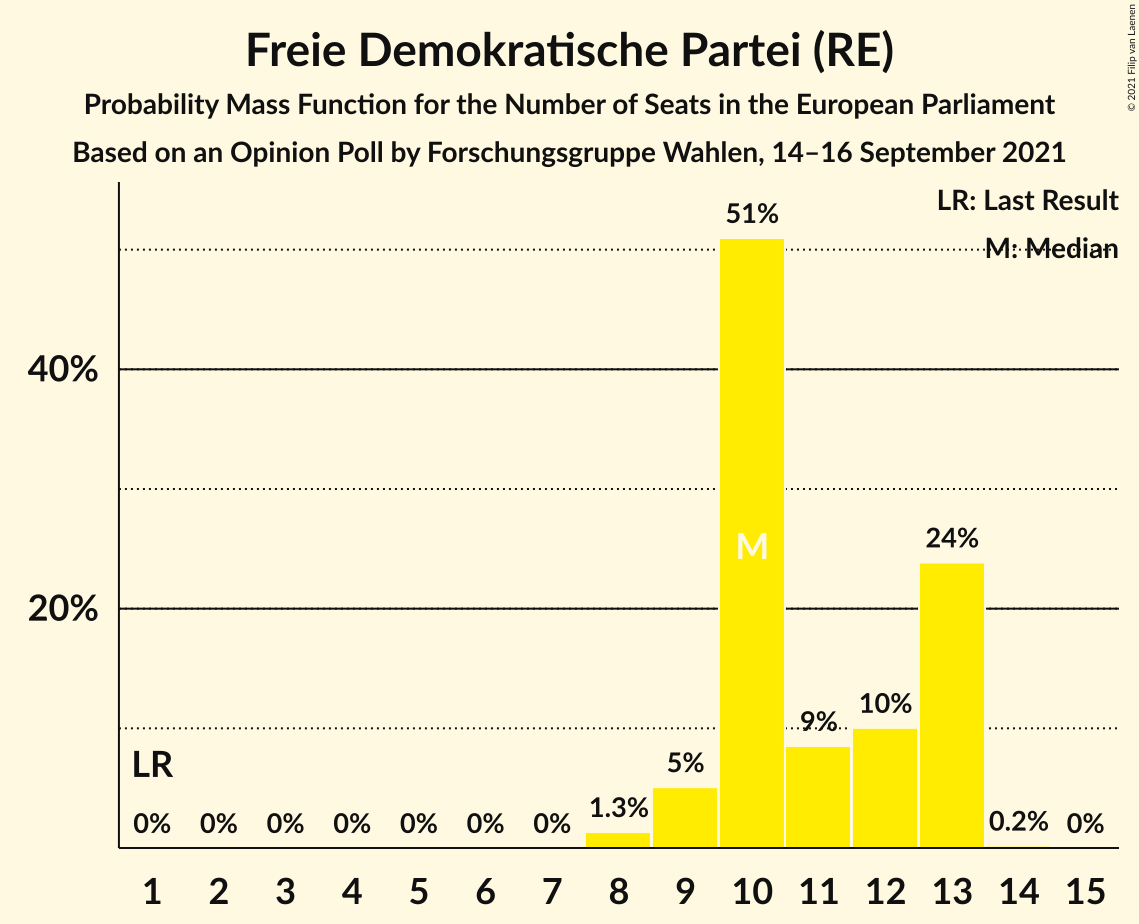 Freie Demokratische Partei (RE)
Probability Mass Function for the Number of Seats in the European Parliament
Based on an Opinion Poll by Forschungsgruppe Wahlen, 14–16 September 2021
© 2021 Filip van Laenen
LR: Last Result
M: Median
51%
40%
M
24%
20%
10%
9%
LR
5%
1.3%
0% 0% 0% 0% 0% 0% 0% 0.2% 0%
1 2 3 4 5 6 7 8 9 10 11 12 13 14 15